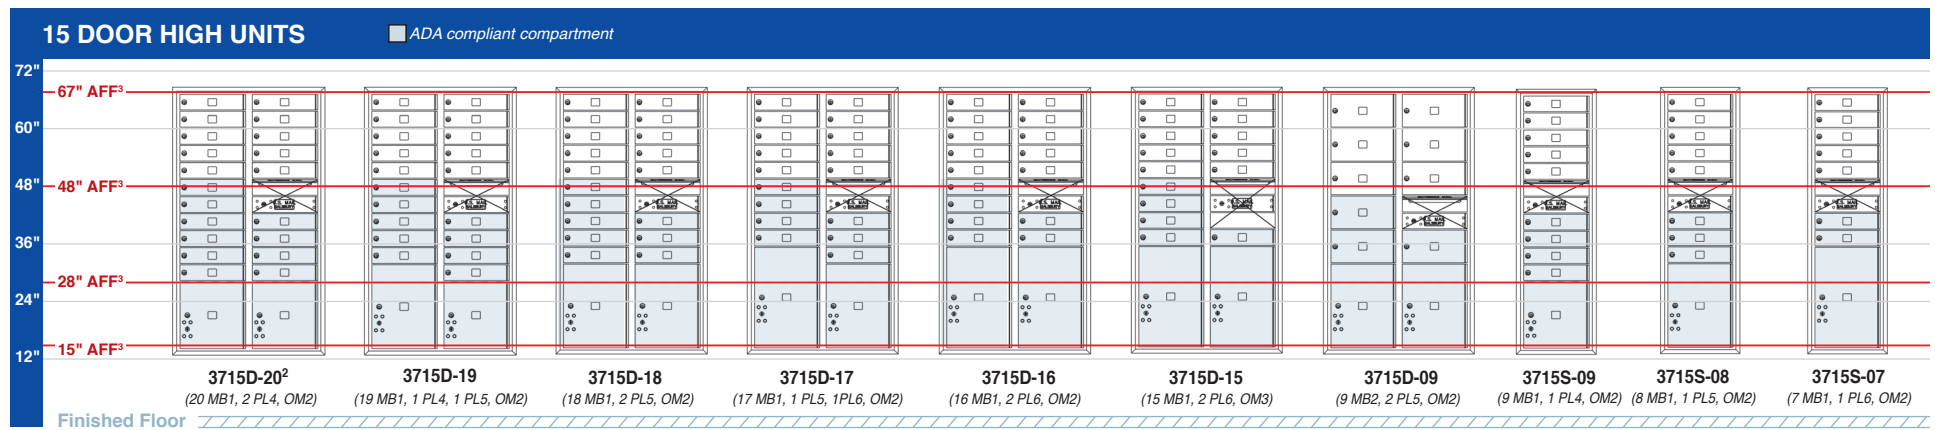 15 DOOR HIGH UNITS
ADA compliant compartment
72"
67" AFF³
60"
48"
48" AFF³
36"
28" AFF³
24"
15" AFF³
12"
3715D-20² 3715D-19 3715D-18 3715D-17 3715D-16 3715D-15 3715D-09 3715S-09 3715S-08 3715S-07
(20 MB1, 2 PL4, OM2) (19 MB1, 1 PL4, 1 PL5, OM2) (18 MB1, 2 PL5, OM2) (17 MB1, 1 PL5, 1PL6, OM2) (16 MB1, 2 PL6, OM2) (15 MB1, 2 PL6, OM3) (9 MB2, 2 PL5, OM2) (9 MB1, 1 PL4, OM2) (8 MB1, 1 PL5, OM2) (7 MB1, 1 PL6, OM2)
Finished Floor